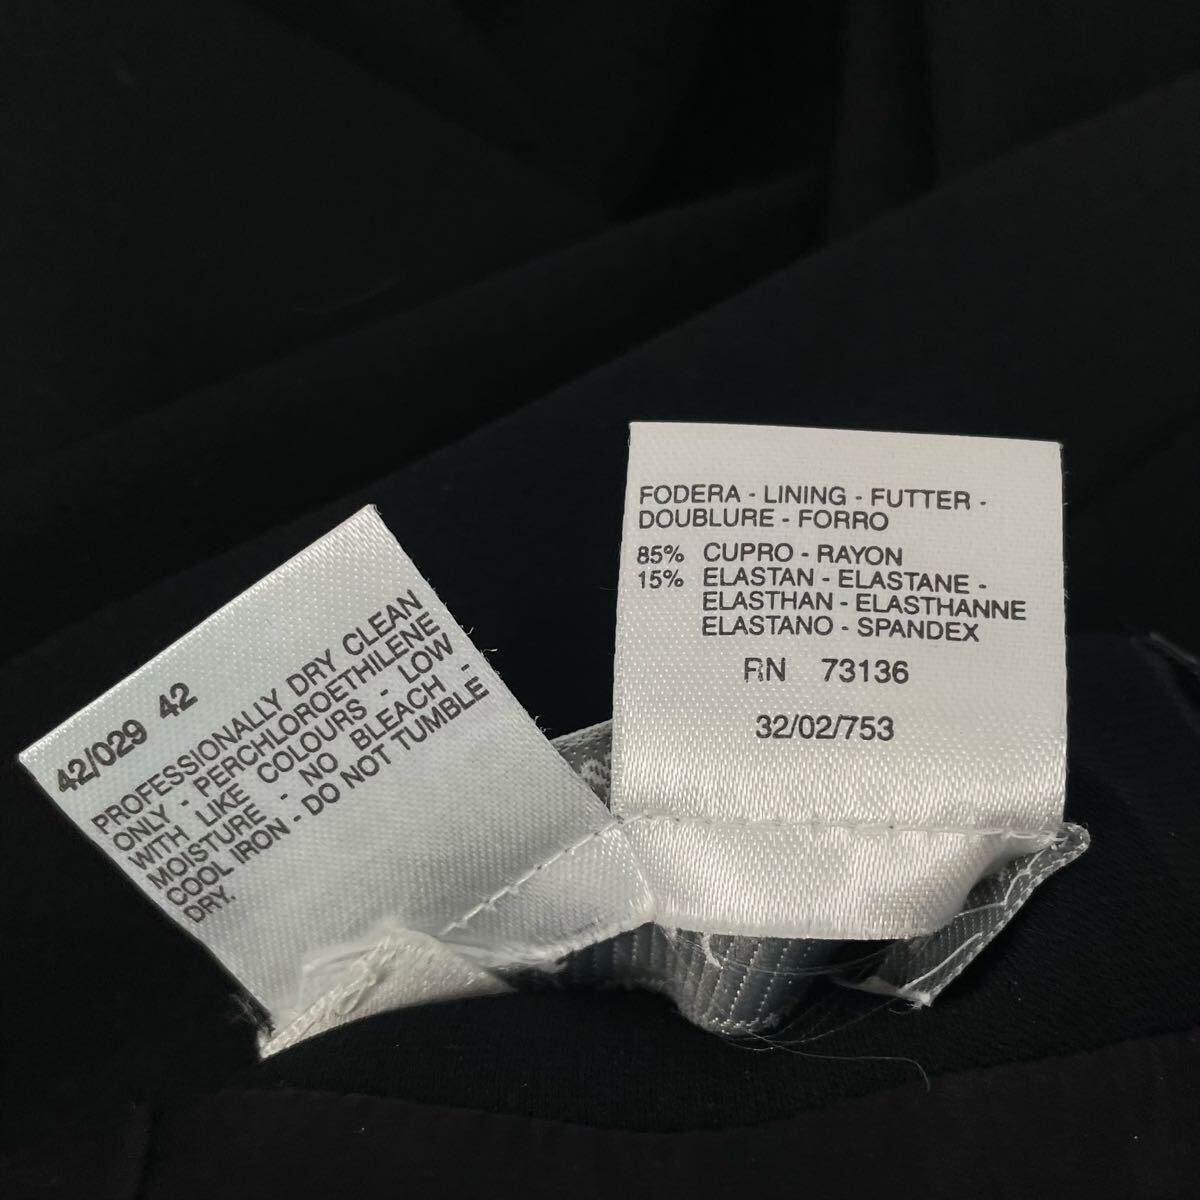 42/029 42
PROFESSIONALLY DRY CLEAN
ONLY - PERCHLOROETHILENE
WITH LIKE COLOURS - LOW
MOISTURE - NO BLEACH -
COOL IRON - DO NOT TUMBLE
DRY.
FODERA - LINING - FUTTER -
DOUBLURE - FORRO
85% CUPRO - RAYON
15% ELASTAN - ELASTANE -
ELASTHAN - ELASTHANNE
ELASTANO - SPANDEX
RN 73136
32/02/753